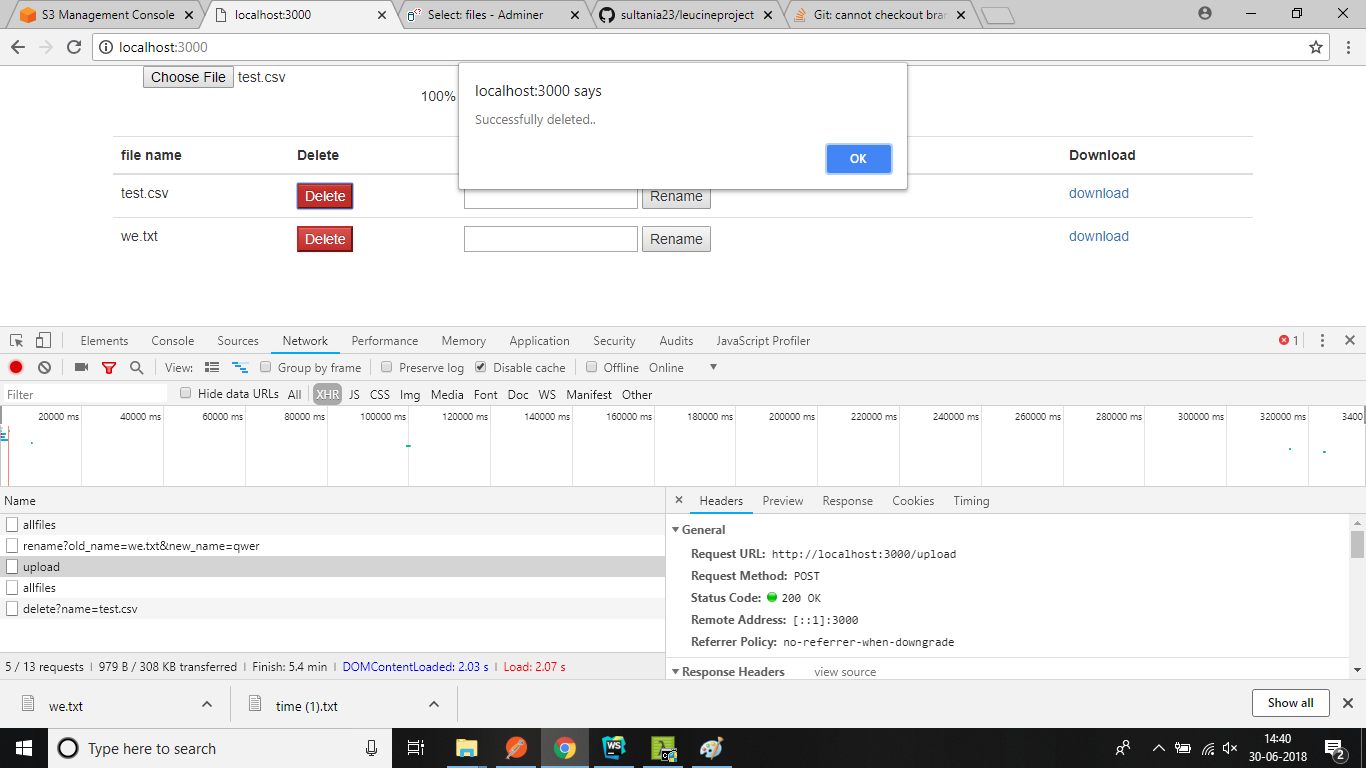 S3 Management Console
localhost:3000
Select: files - Adminer
sultania23/leucineproject
Git: cannot checkout bran
localhost:3000
Choose File test.csv
100%
localhost:3000 says
Successfully deleted..
OK
file name Delete Download
test.csv Delete Rename download
we.txt Delete Rename download
Elements Console Sources Network Performance Memory Application Security Audits JavaScript Profiler 1
View: Group by frame Preserve log Disable cache Offline Online
Filter Hide data URLs All XHR JS CSS Img Media Font Doc WS Manifest Other
20000 ms 40000 ms 60000 ms 80000 ms 100000 ms 120000 ms 140000 ms 160000 ms 180000 ms 200000 ms 220000 ms 240000 ms 260000 ms 280000 ms 300000 ms 320000 ms 3400
Name
allfiles
rename?old_name=we.txt&new_name=qwer
upload
allfiles
delete?name=test.csv
Headers Preview Response Cookies Timing
General
Request URL: http://localhost:3000/upload
Request Method: POST
Status Code: 200 OK
Remote Address: [::1]:3000
Referrer Policy: no-referrer-when-downgrade
Response Headers view source
5 / 13 requests | 979 B / 308 KB transferred | Finish: 5.4 min | DOMContentLoaded: 2.03 s | Load: 2.07 s
we.txt
time (1).txt
Show all
Type here to search
WS
14:40
30-06-2018
2